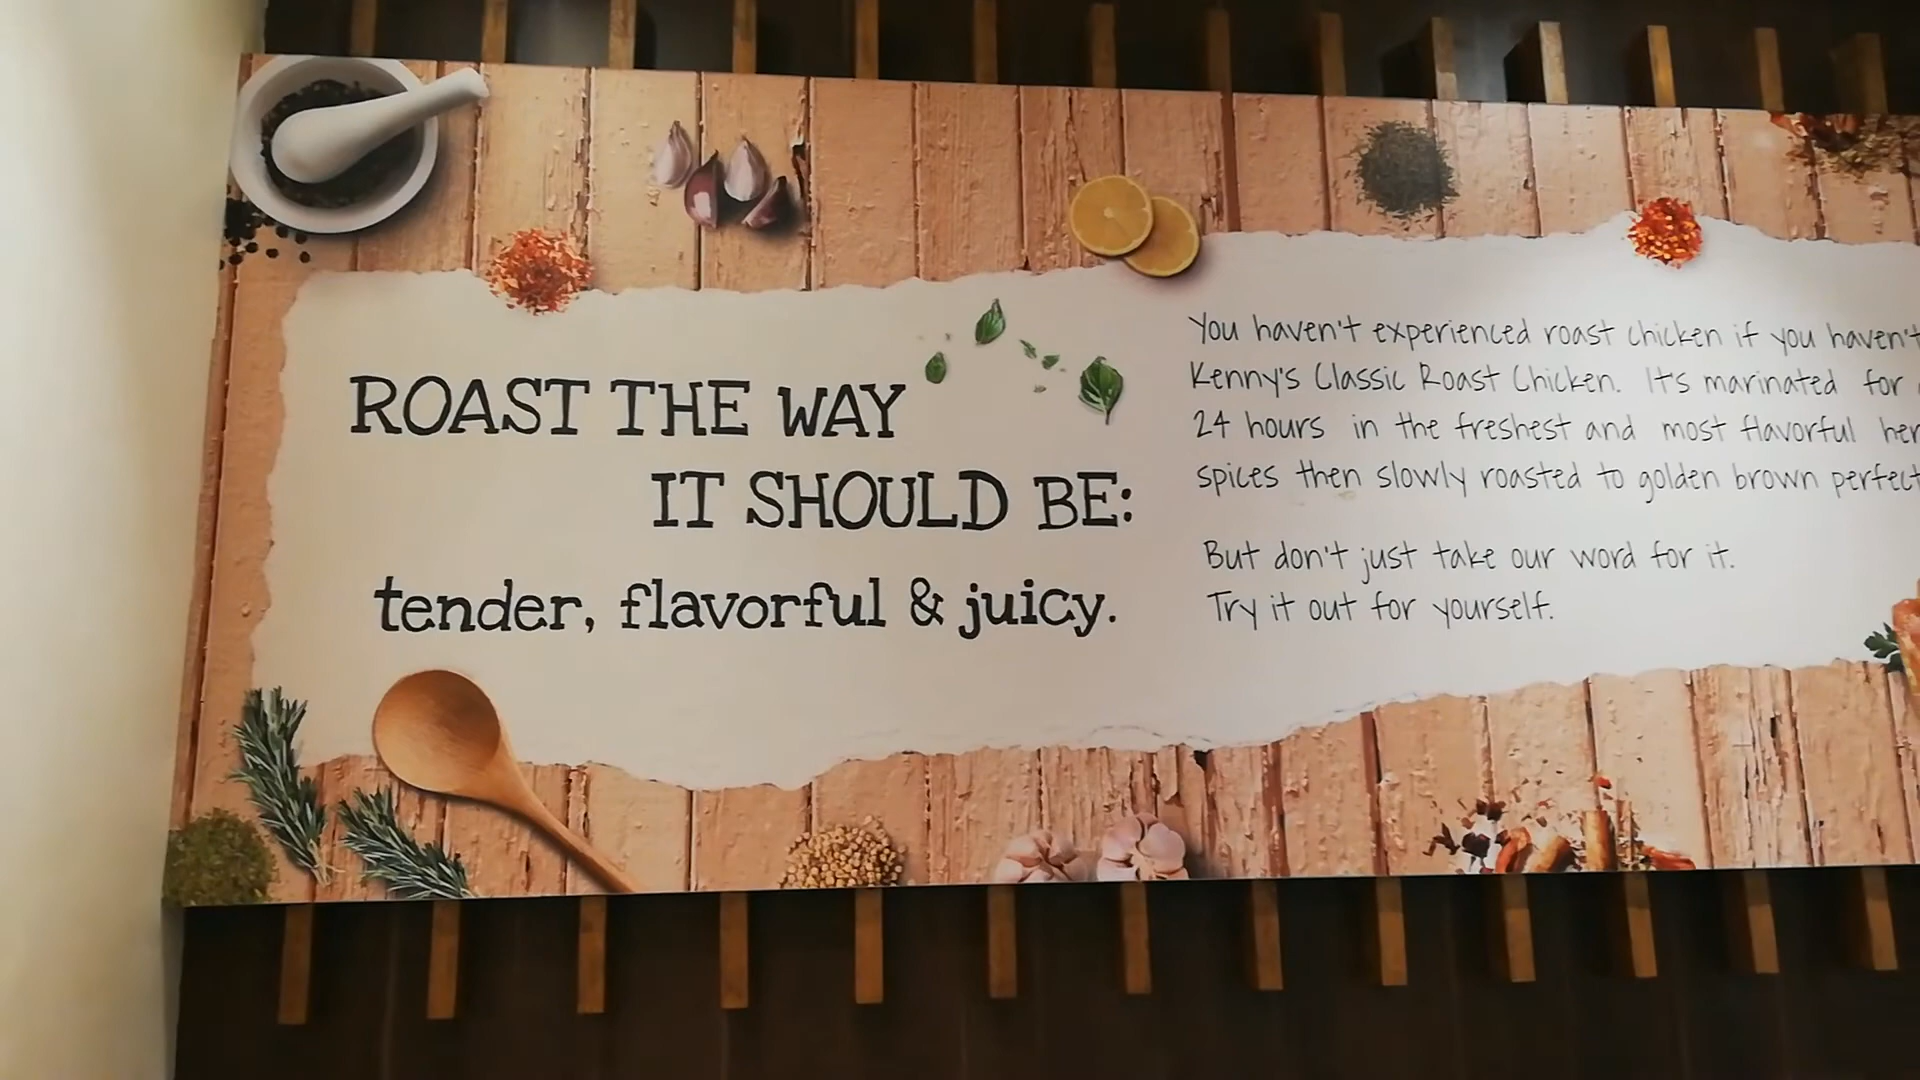 ROAST THE WAY
IT SHOULD BE:
tender, flavorful & juicy.
You haven't experienced roast chicken if you haven't
Kenny's Classic Roast Chicken. It's marinated for
24 hours in the freshest and most flavorful
spices then slowly roasted to golden brown
But don't just take our word for it.
Try it out for yourself.